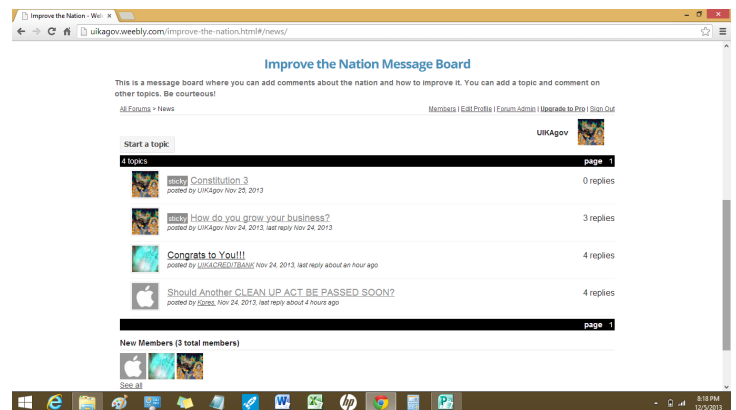 Improve the Nation - Web
uikagov.weebly.com/improve-the-nation.html#/news/
Improve the Nation Message Board
This is a message board where you can add comments about the nation and how to improve it. You can add a topic and comment on
other topics. Be courteous!
All Forums > News
Members | Edit Profile | Forum Admin | Upgrade to Pro | Sign Out
UIKAgov
Start a topic
4 topics page 1
sticky Constitution 3 0 replies
posted by UIKAgov Nov 25, 2013
sticky How do you grow your business? 3 replies
posted by UIKAgov Nov 24, 2013, last reply Nov 24, 2013
Congrats to You!!! 4 replies
posted by UIKACREDITBANK Nov 24, 2013, last reply about an hour ago
Should Another CLEAN UP ACT BE PASSED SOON? 4 replies
posted by Kpres Nov 24, 2013, last reply about 4 hours ago
page 1
New Members (3 total members)
See all
8:18 PM
12/5/2013